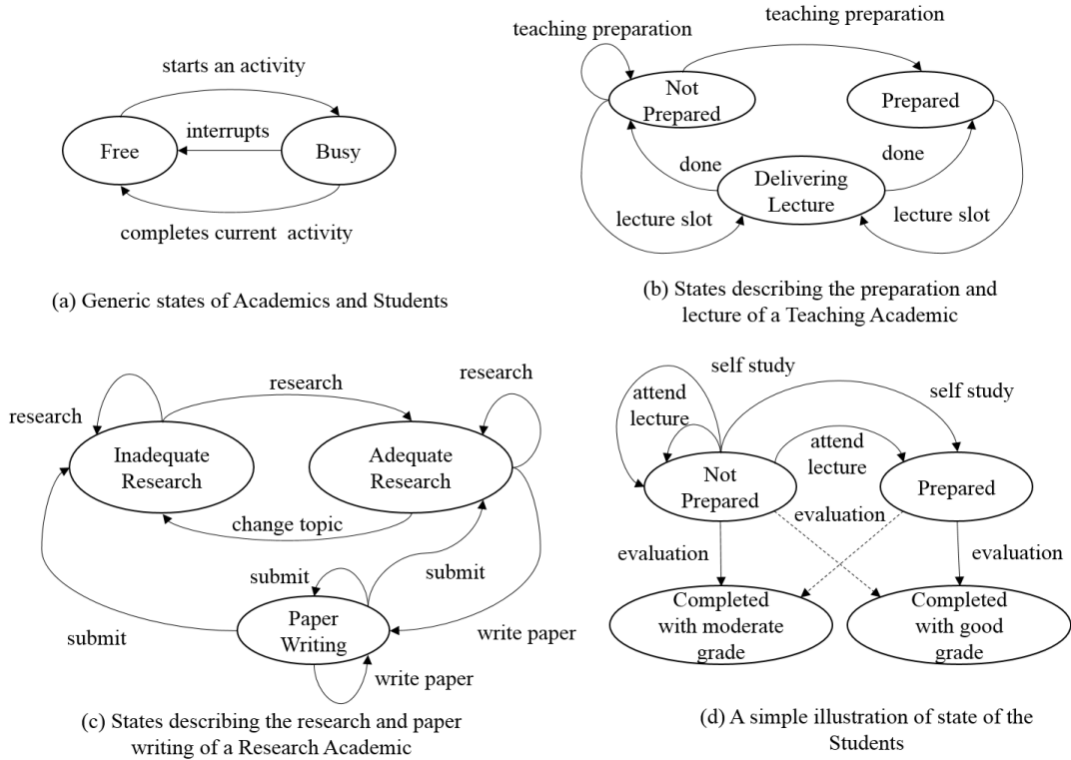 starts an activity
Free
interrupts
Busy
completes current activity
(a) Generic states of Academics and Students
teaching preparation
teaching preparation
Not
Prepared
Prepared
done
done
Delivering
Lecture
lecture slot
lecture slot
(b) States describing the preparation and
lecture of a Teaching Academic
research
research
research
Inadequate
Research
Adequate
Research
change topic
submit
submit
submit
Paper
Writing
write paper
write paper
(c) States describing the research and paper
writing of a Research Academic
self study
self study
attend
lecture
attend
lecture
Not
Prepared
Prepared
evaluation
evaluation
evaluation
Completed
with moderate
grade
Completed
with good
grade
(d) A simple illustration of state of the
Students